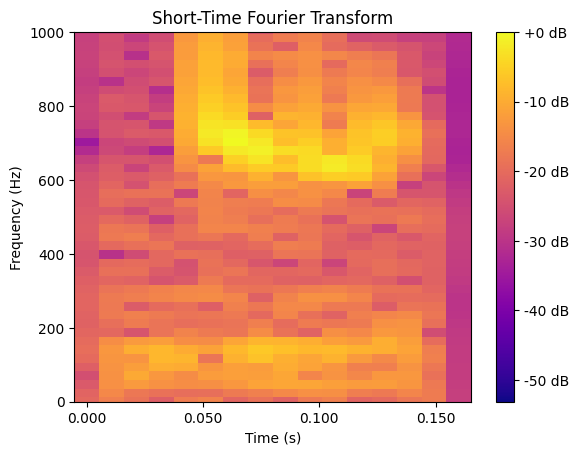 Short-Time Fourier Transform
1000
800
600
400
200
0
Frequency (Hz)
0.000
0.050
0.100
0.150
Time (s)
+0 dB
-10 dB
-20 dB
-30 dB
-40 dB
-50 dB